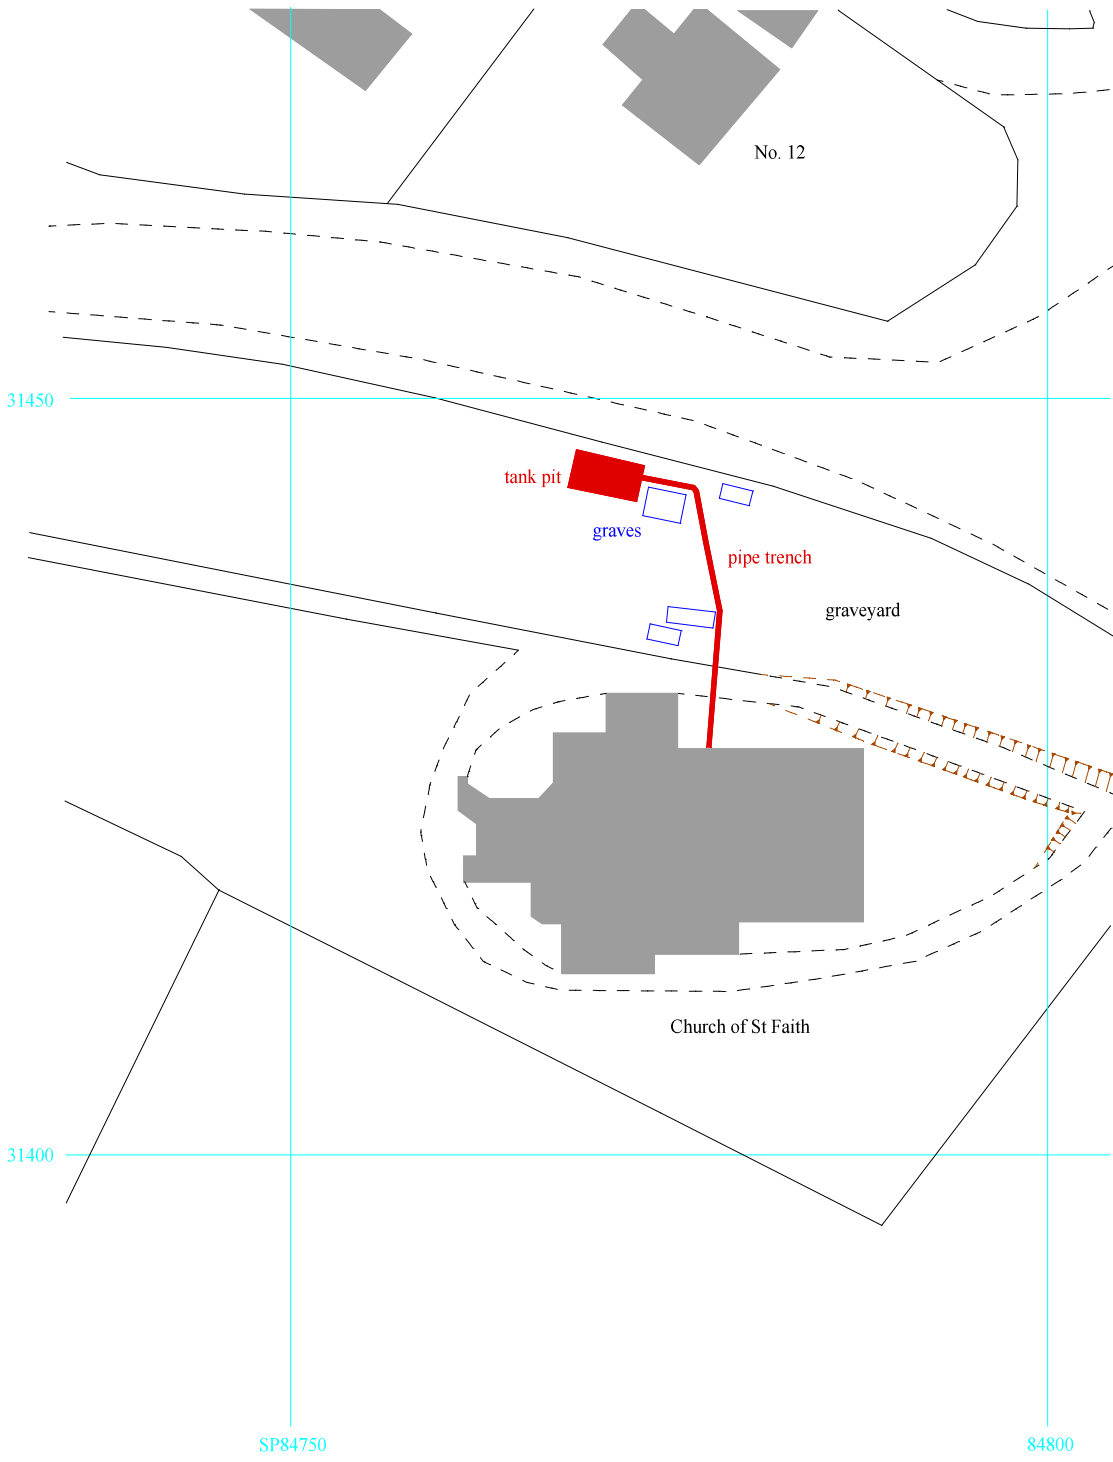 No. 12
31450
tank pit
graves
pipe trench
graveyard
Church of St Faith
31400
SP84750
84800